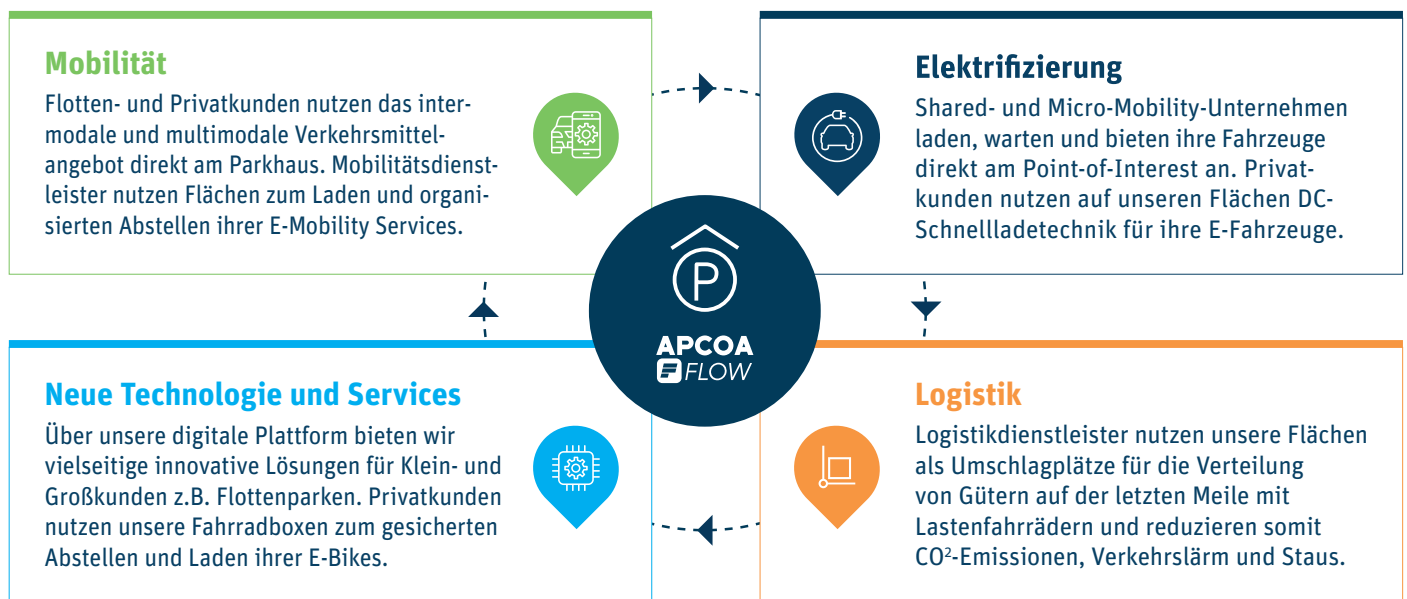 Mobilität
Flotten- und Privatkunden nutzen das inter-
modale und multimodale Verkehrsmittel-
angebot direkt am Parkhaus. Mobilitätsdienst-
leister nutzen Flächen zum Laden und organi-
sierten Abstellen ihrer E-Mobility Services.
Elektrifizierung
Shared- und Micro-Mobility-Unternehmen
laden, warten und bieten ihre Fahrzeuge
direkt am Point-of-Interest an. Privat-
kunden nutzen auf unseren Flächen DC-
Schnellladetechnik für ihre E-Fahrzeuge.
P
APCOA
FLOW
Neue Technologie und Services
Über unsere digitale Plattform bieten wir
vielseitige innovative Lösungen für Klein- und
Großkunden z.B. Flottenparken. Privatkunden
nutzen unsere Fahrradboxen zum gesicherten
Abstellen und Laden ihrer E-Bikes.
Logistik
Logistikdienstleister nutzen unsere Flächen
als Umschlagplätze für die Verteilung
von Gütern auf der letzten Meile mit
Lastenfahrrädern und reduzieren somit
CO²-Emissionen, Verkehrslärm und Staus.